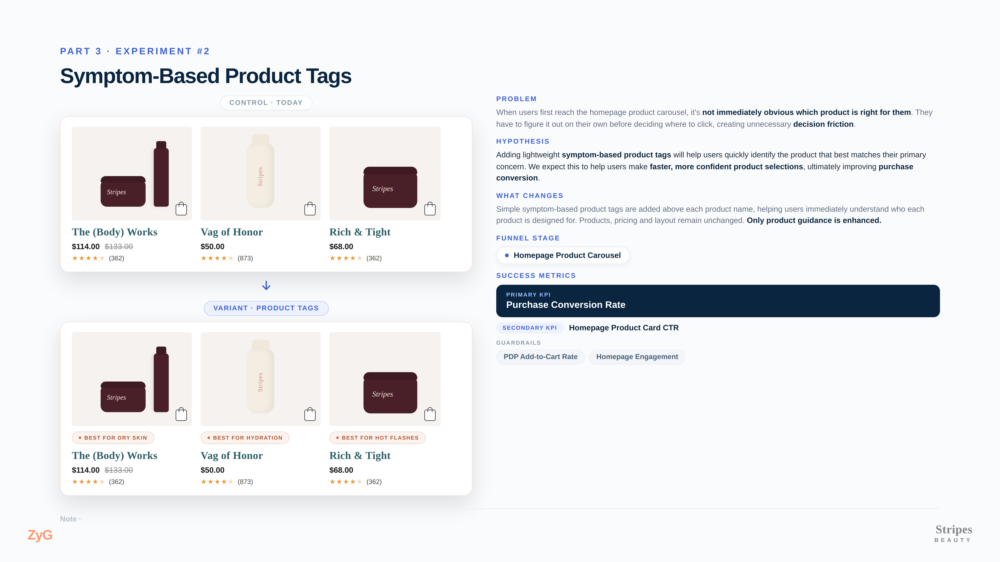 PART 3 · EXPERIMENT #2
Symptom-Based Product Tags
CONTROL · TODAY
Stripes
Stripes
Stripes
The (Body) Works
$114.00 $133.00
★★★★★ (362)
Vag of Honor
$50.00
★★★★★ (873)
Rich & Tight
$68.00
★★★★★ (362)
VARIANT · PRODUCT TAGS
Stripes
Stripes
Stripes
BEST FOR DRY SKIN
The (Body) Works
$114.00 $133.00
★★★★★ (362)
BEST FOR HYDRATION
Vag of Honor
$50.00
★★★★★ (873)
BEST FOR HOT FLASHES
Rich & Tight
$68.00
★★★★★ (362)
PROBLEM
When users first reach the homepage product carousel, it's not immediately obvious which product is right for them. They
have to figure it out on their own before deciding where to click, creating unnecessary decision friction.
HYPOTHESIS
Adding lightweight symptom-based product tags will help users quickly identify the product that best matches their primary
concern. We expect this to help users make faster, more confident product selections, ultimately improving purchase
conversion.
WHAT CHANGES
Simple symptom-based product tags are added above each product name, helping users immediately understand who each
product is designed for. Products, pricing and layout remain unchanged. Only product guidance is enhanced.
FUNNEL STAGE
Homepage Product Carousel
SUCCESS METRICS
PRIMARY KPI
Purchase Conversion Rate
SECONDARY KPI Homepage Product Card CTR
GUARDRAILS
PDP Add-to-Cart Rate Homepage Engagement
Note ·
ZyG
Stripes
BEAUTY